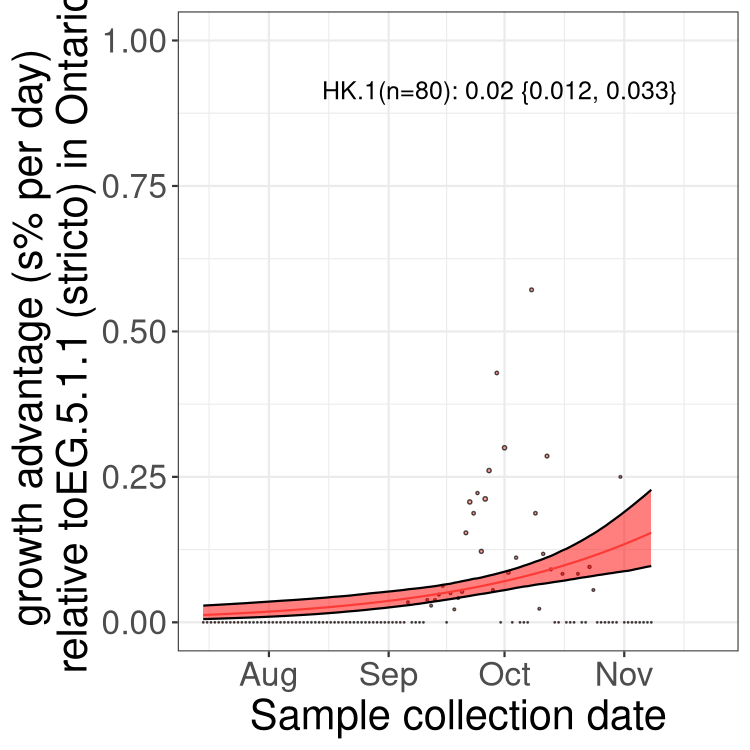 growth advantage (s% per day)
relative toEG.5.1.1 (stricto) in Ontario
1.00
HK.1(n=80): 0.02 {0.012, 0.033}
0.75
0.50
0.25
0.00
Aug Sep Oct Nov
Sample collection date